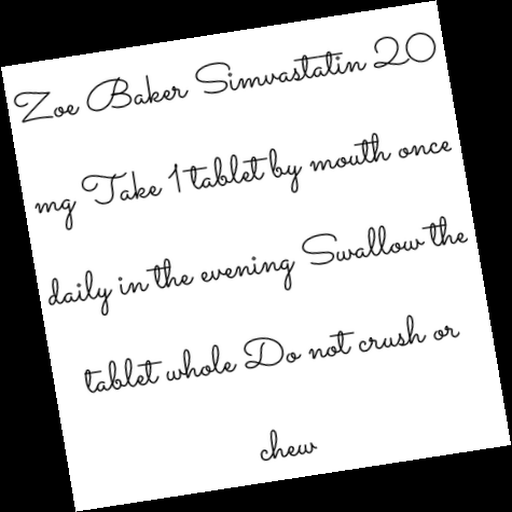 Zoe Baker Simvastatin 20
mg Take 1 tablet by mouth once
daily in the evening Swallow the
tablet whole Do not crush or
chew